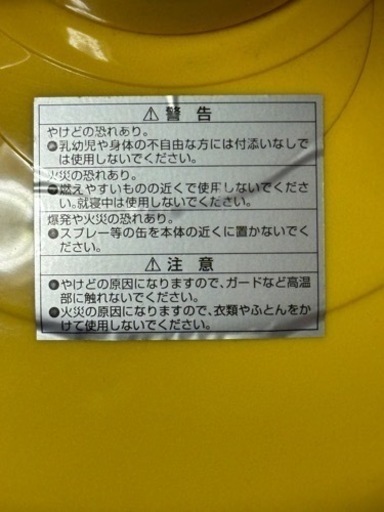 ⚠ 警告
やけどの恐れあり。
●乳幼児や身体の不自由な方には付添いなしで
は使用しないでください。
火災の恐れあり。
●燃えやすいものの近くで使用しないでくださ
い。就寝中は使用しないでください。
爆発や火災の恐れあり。
●スプレー等の缶を本体の近くに置かないでく
ださい。
⚠ 注意
●やけどの原因になりますので、ガードなど高温
部に触れないでください。
●火災の原因になりますので、衣類やふとんをか
けて使用しないでください。